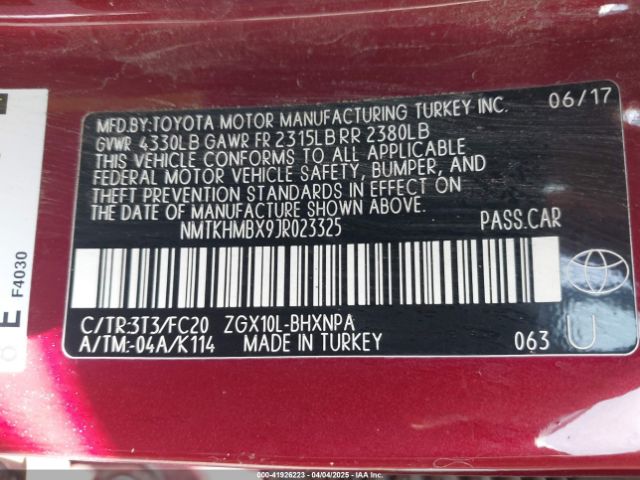 MFD.BY:TOYOTA MOTOR MANUFACTURING TURKEY INC. 06/17
GVWR 4330LB GAWR FR 2315LB RR 2380LB
THIS VEHICLE CONFORMS TO ALL APPLICABLE
FEDERAL MOTOR VEHICLE SAFETY, BUMPER, AND
THEFT PREVENTION STANDARDS IN EFFECT ON
THE DATE OF MANUFACTURE SHOWN ABOVE.
NMTKHMBX9JR023325 PASS.CAR
C/TR:3T3/FC20 ZGX10L-BHXNPA
A/TM:-04A/K114 MADE IN TURKEY 063 U
E F4030
000-41926223 - 04/04/2025 - IAAI.COM